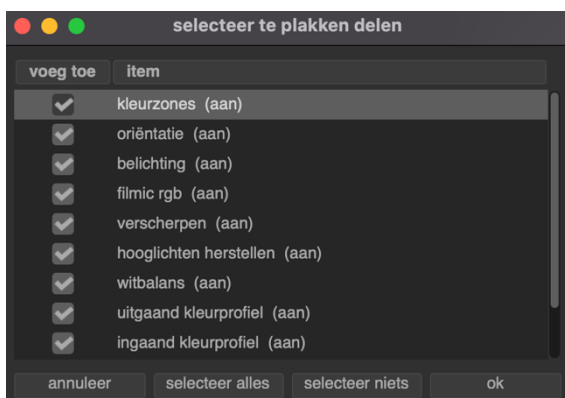 selecteer te plakken delen
voeg toe item
kleurzones (aan)
oriëntatie (aan)
belichting (aan)
filmic rgb (aan)
verscherpen (aan)
hooglichten herstellen (aan)
witbalans (aan)
uitgaand kleurprofiel (aan)
ingaand kleurprofiel (aan)
annuleer selecteer alles selecteer niets ok